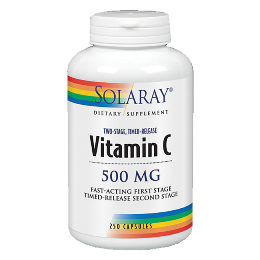 SOLARAY®
DIETARY SUPPLEMENT
TWO-STAGE, TIMED-RELEASE
Vitamin C
500 MG
FAST-ACTING FIRST STAGE
TIMED-RELEASE SECOND STAGE
250 CAPSULES